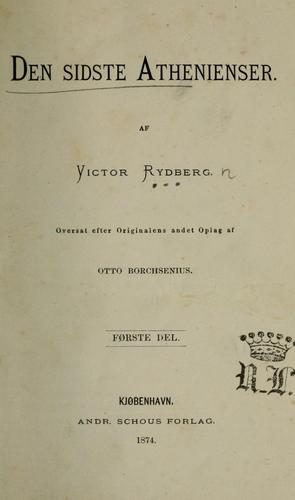 DEN SIDSTE ATHENIENSER.
AF
VICTOR RYDBERG. n
Oversat efter Originalens andet Oplag af
OTTO BORCHSENIUS.
FØRSTE DEL.
N.L.
KJØBENHAVN.
ANDR. SCHOUS FORLAG.
1874.